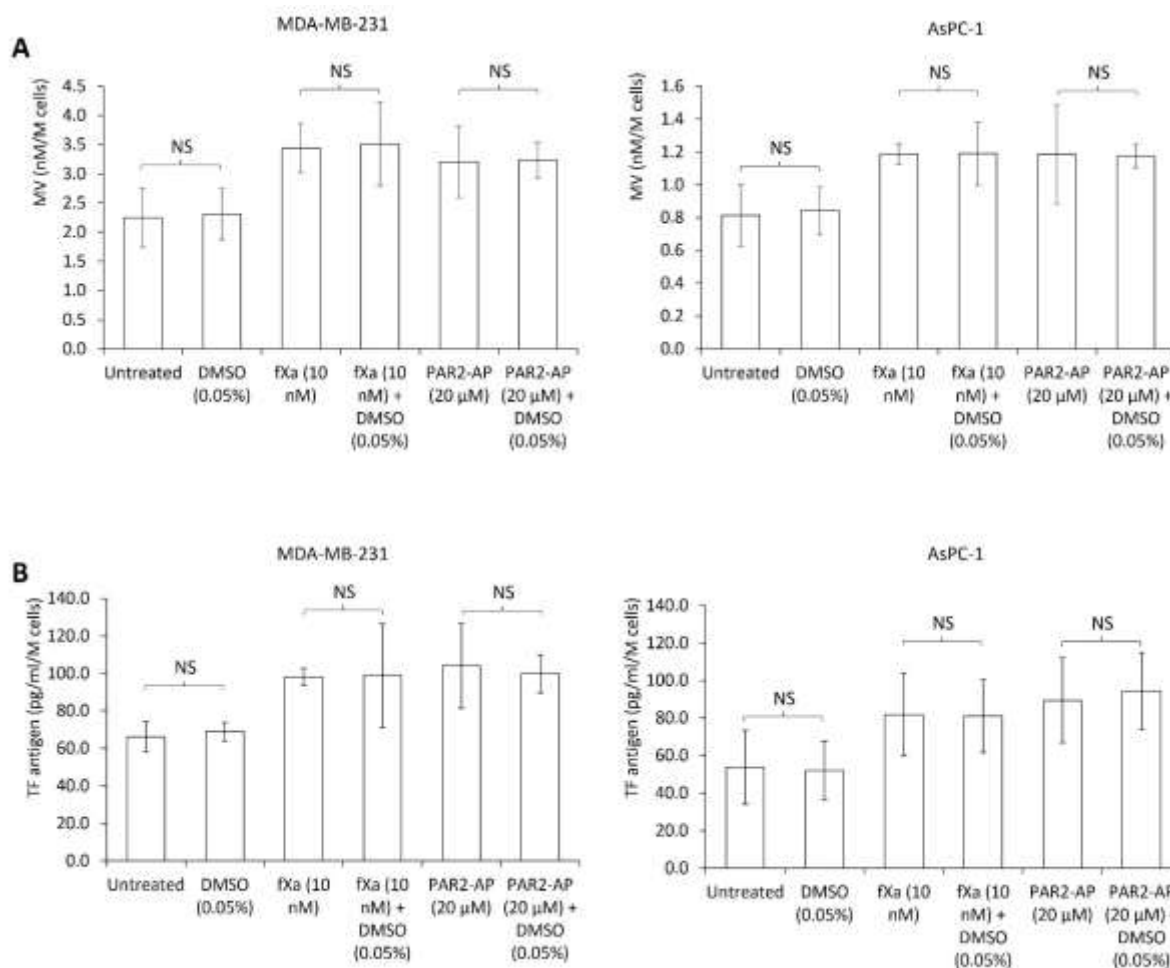 A
MDA-MB-231
MV (nM/M cells)
4.5
4.0
3.5
3.0
2.5
2.0
1.5
1.0
0.5
0.0
NS
NS
NS
Untreated
DMSO
(0.05%)
fXa (10
nM)
fXa (10
nM) +
DMSO
(0.05%)
PAR2-AP
(20 µM)
PAR2-AP
(20 µM) +
DMSO
(0.05%)
AsPC-1
MV (nM/M cells)
1.6
1.4
1.2
1.0
0.8
0.6
0.4
0.2
0.0
NS
NS
NS
Untreated
DMSO
(0.05%)
fXa (10
nM)
fXa (10
nM) +
DMSO
(0.05%)
PAR2-AP
(20 µM)
PAR2-AP
(20 µM) +
DMSO
(0.05%)
B
MDA-MB-231
TF antigen (pg/ml/M cells)
140.0
120.0
100.0
80.0
60.0
40.0
20.0
0.0
NS
NS
NS
Untreated
DMSO
(0.05%)
fXa (10
nM)
fXa (10
nM) +
DMSO
(0.05%)
PAR2-AP
(20 µM)
PAR2-AP
(20 µM) +
DMSO
(0.05%)
AsPC-1
TF antigen (pg/ml/M cells)
140.0
120.0
100.0
80.0
60.0
40.0
20.0
0.0
NS
NS
NS
Untreated
DMSO
(0.05%)
fXa (10
nM)
fXa (10
nM) +
DMSO
(0.05%)
PAR2-AP
(20 µM)
PAR2-AP
(20 µM) +
DMSO
(0.05%)